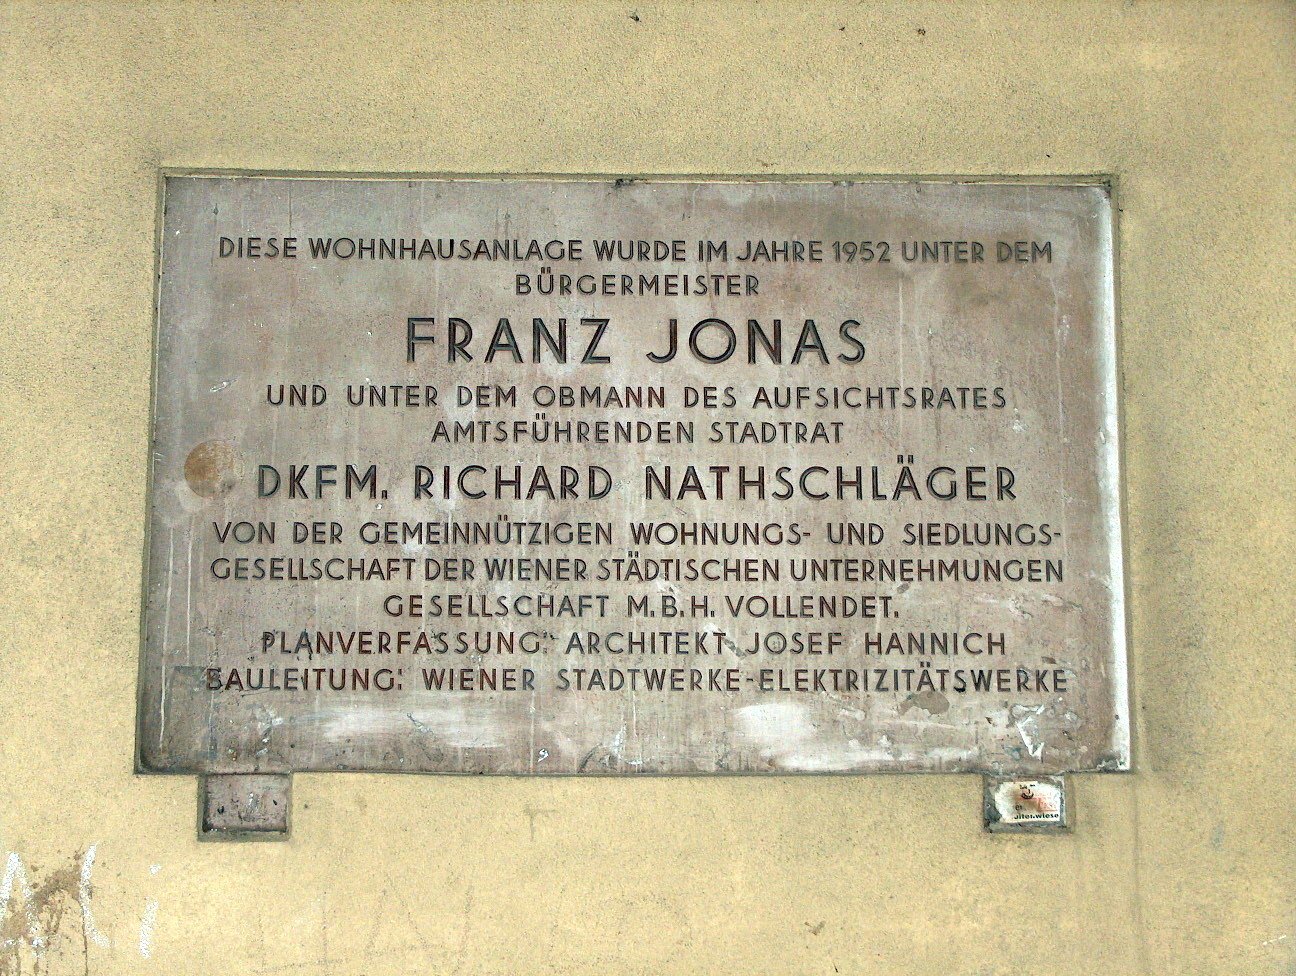 DIESE WOHNHAUSANLAGE WURDE IM JAHRE 1952 UNTER DEM
BÜRGERMEISTER
FRANZ JONAS
UND UNTER DEM OBMANN DES AUFSICHTSRATES
AMTSFÜHRENDEN STADTRAT
DKFM. RICHARD NATHSCHLÄGER
VON DER GEMEINNÜTZIGEN WOHNUNGS- UND SIEDLUNGS-
GESELLSCHAFT DER WIENER STÄDTISCHEN UNTERNEHMUNGEN
GESELLSCHAFT M.B.H. VOLLENDET.
PLANVERFASSUNG: ARCHITEKT JOSEF HANNICH
BAULEITUNG: WIENER STADTWERKE-ELEKTRIZITÄTSWERKE